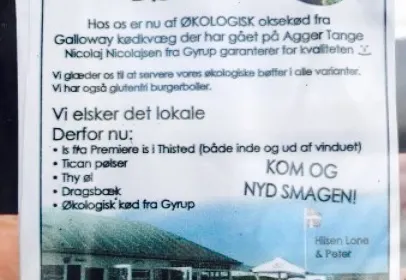 Hos os er nu af ØKOLOGISK oksekød fra
Galloway kødkvæg der har gået på Agger Tange
Nicolaj Nicolajsen fra Gyrup garanterer for kvaliteten
Vi glæder os til at servere vores økologiske bøffer i alle varianter.
Vi har også glutenfri burgerboller.
Vi elsker det lokale
Derfor nu:
• Is fra Premiere is i Thisted (både inde og ud af vinduet)
• Tican pølser
• Thy øl
• Dragsbæk
• Økologisk kød fra Gyrup
KOM OG
NYD SMAGEN!
Hilsen Lone
& Peter